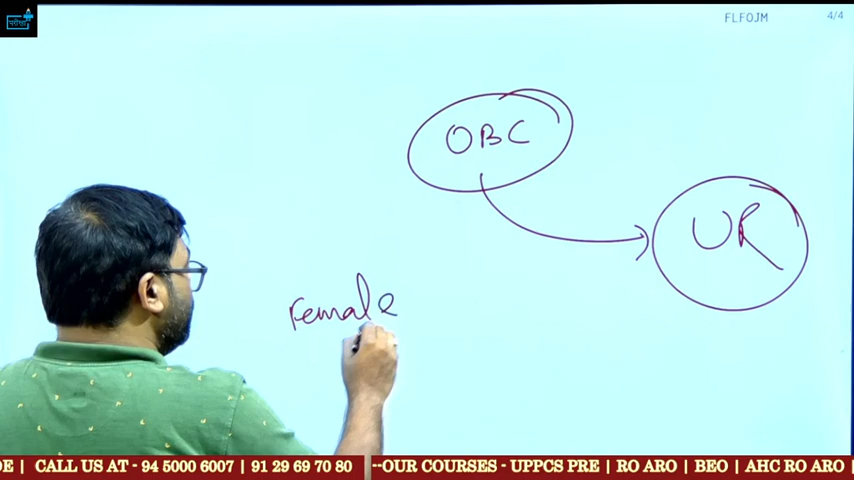 परीक्षा
FLFOJM
4/4
OBC
UR
Female
DE | CALL US AT - 94 5000 6007 | 91 29 69 70 80 --OUR COURSES - UPPCS PRE | RO ARO | BEO | AHC RO ARO |